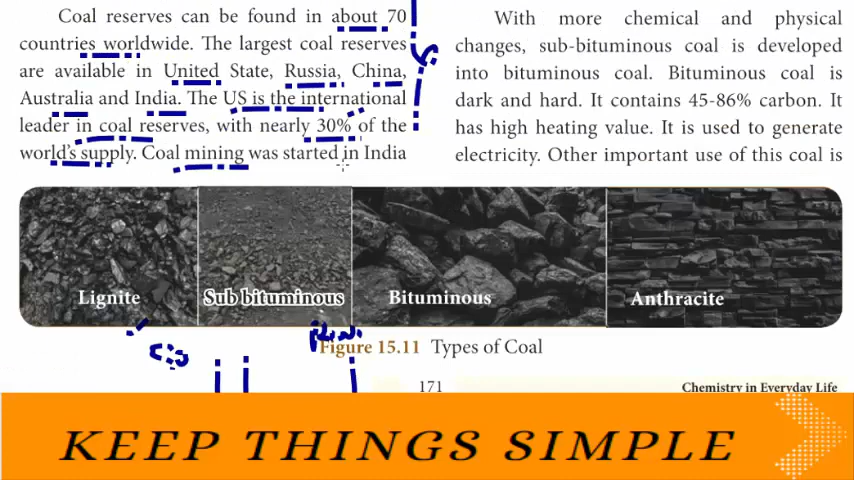 Coal reserves can be found in about 70
countries worldwide. The largest coal reserves
are available in United State, Russia, China,
Australia and India. The US is the international
leader in coal reserves, with nearly 30% of the
world's supply. Coal mining was started in India
With more chemical and physical
changes, sub-bituminous coal is developed
into bituminous coal. Bituminous coal is
dark and hard. It contains 45-86% carbon. It
has high heating value. It is used to generate
electricity. Other important use of this coal is
Lignite
Sub bituminous
Bituminous
Anthracite
Figure 15.11 Types of Coal
171
Chemistry in Everyday Life
KEEP THINGS SIMPLE